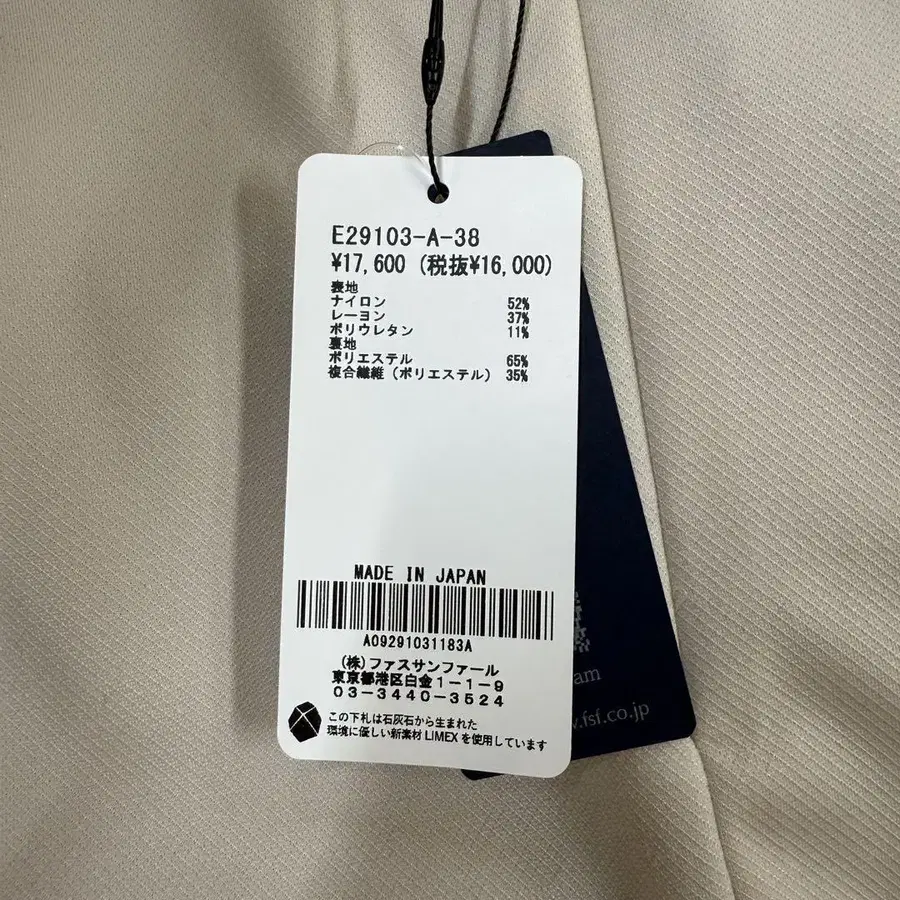 E29103-A-38
¥17,600 (税抜¥16,000)
表地
ナイロン 52%
レーヨン 37%
ポリウレタン 11%
裏地
ポリエステル 65%
複合繊維(ポリエステル) 35%
MADE IN JAPAN
A09291031183A
(株)ファスサンファール
東京都港区白金1-1-9
03-3440-3524
この下札は石灰石から生まれた
環境に優しい新素材 LIMEX を使用しています
am
.fsf.co.jp